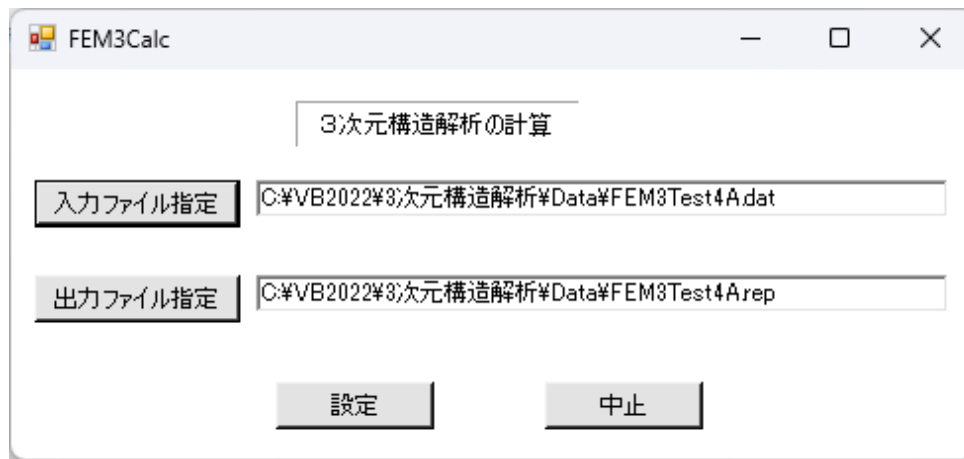 FEM3Calc
3次元構造解析の計算
入力ファイル指定 C:¥VB2022¥3次元構造解析¥Data¥FEM3Test4A.dat
出力ファイル指定 C:¥VB2022¥3次元構造解析¥Data¥FEM3Test4A.rep
設定 中止